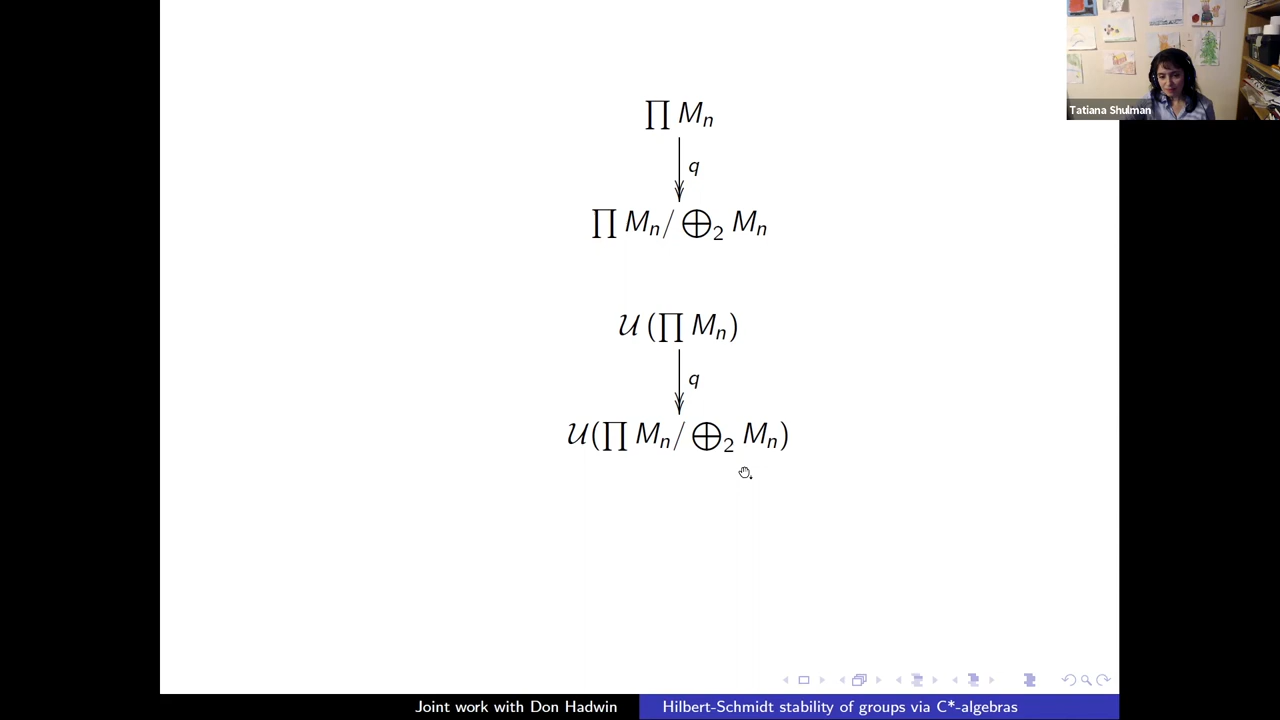 ∏ Mₙ
q
∏ Mₙ/ ⨁₂ Mₙ
𝒰 (∏ Mₙ)
q
𝒰(∏ Mₙ/ ⨁₂ Mₙ)
Tatiana Shulman
Joint work with Don Hadwin
Hilbert-Schmidt stability of groups via C*-algebras